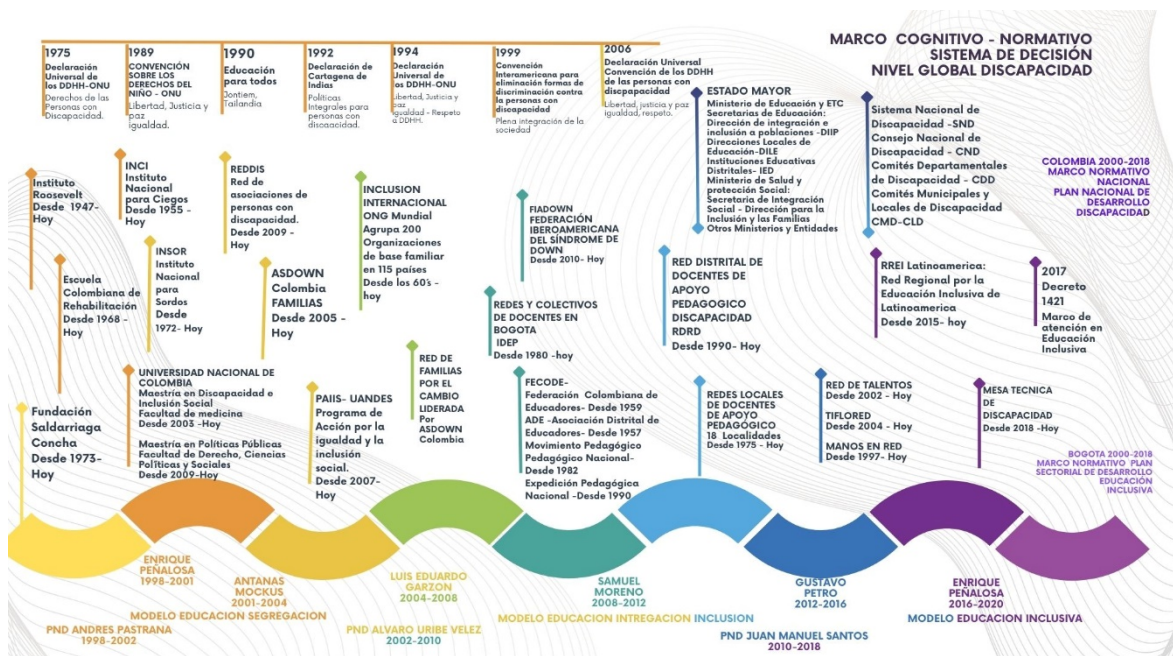 MARCO COGNITIVO - NORMATIVO
SISTEMA DE DECISIÓN
NIVEL GLOBAL DISCAPACIDAD
1975
Declaración
Universal de
los DDHH-ONU
Derechos de las
Personas con
Discapacidad.
1989
CONVENCIÓN
SOBRE LOS
DERECHOS DEL
NIÑO - ONU
Libertad, Justicia y
paz
igualdad.
1990
Educación
para todos
Jontiem,
Tailandia
1992
Declaración de
Cartagena de
Indias
Políticas
Integrales para
personas con
discaacidad.
1994
Declaración
Universal de
los DDHH-ONU
Libertad, Justicia y
paz
igualdad - Respeto
a DDHH.
1999
Convención
Interamericana para
eliminación formas de
discriminación contra
la personas con
discapacidad
Plena integración de la
sociedad
2006
Declaración Universal
Convención de los DDHH
de las personas con
discpapacidad
Libertad, justicia y paz
igualdad, respeto.
ESTADO MAYOR
Ministerio de Educación y ETC
Secretarias de Educación:
Dirección de integración e
inclusión a poblaciones -DIIP
Direcciones Locales de
Educación-DILE
Instituciones Educativas
Distritales- IED
Ministerio de Salud y
protección Social:
Secretaria de Integración
Social - Dirección para la
Inclusión y las Familias
Otros Ministerios y Entidades
Sistema Nacional de
Discapacidad -SND
Consejo Nacional de
Discapacidad - CND
Comités Departamentales
de Discapacidad - CDD
Comités Municipales y
Locales de Discapacidad
CMD-CLD
COLOMBIA 2000-2018
MARCO NORMATIVO
NACIONAL
PLAN NACIONAL DE
DESARROLLO
DISCAPACIDAD
Instituto
Roosevelt
Desde 1947-
Hoy
INCI
Instituto
Nacional
para Ciegos
Desde 1955 -
Hoy
REDDIS
Red de
asociaciones de
personas con
discapacidad.
Desde 2009 -
Hoy
INCLUSION
INTERNACIONAL
ONG Mundial
Agrupa 200
Organizaciones
de base familiar
en 115 países
Desde los 60's -
hoy
FIADOWN
FEDERACIÓN
IBEROAMERICANA
DEL SÍNDROME DE
DOWN
Desde 2010- Hoy
Escuela
Colombiana de
Rehabilitación
Desde 1968 -
Hoy
INSOR
Instituto
Nacional
para
Sordos
Desde
1972- Hoy
ASDOWN
Colombia
FAMILIAS
Desde 2005 -
Hoy
REDES Y COLECTIVOS
DE DOCENTES EN
BOGOTA
IDEP
Desde 1980 -hoy
RED DISTRITAL DE
DOCENTES DE
APOYO
PEDAGOGICO
DISCAPACIDAD
RDRD
Desde 1990- Hoy
RREI Latinoamerica:
Red Regional por la
Educación Inclusiva de
Latinoamerica
Desde 2015- hoy
2017
Decreto
1421
Marco de
atención en
Educación
Inclusiva
Fundación
Saldarriaga
Concha
Desde 1973-
Hoy
UNIVERSIDAD NACIONAL DE
COLOMBIA
Maestría en Discapacidad e
Inclusión Social
Facultad de medicina
Desde 2003 -Hoy
Maestría en Políticas Públicas
Facultad de Derecho, Ciencias
Políticas y Sociales
Desde 2009-Hoy
PAIIS- UANDES
Programa de
Acción por la
igualdad y la
inclusión
social.
Desde 2007-
Hoy
RED DE
FAMILIAS
POR EL
CAMBIO
LIDERADA
Por
ASDOWN
Colombia
FECODE-
Federación Colombiana de
Educadores- Desde 1959
ADE -Asociación Distrital de
Educadores- Desde 1957
Movimiento Pedagógico
Pedagógico Nacional-
Desde 1982
Expedición Pedagógica
Nacional -Desde 1990
REDES LOCALES
DE DOCENTES
DE APOYO
PEDAGÓGICO
18 Localidades
Desde 1975 - Hoy
RED DE TALENTOS
Desde 2002 - Hoy
TIFLORED
Desde 2004 - Hoy
MANOS EN RED
Desde 1997- Hoy
MESA TECNICA
DE
DISCAPACIDAD
Desde 2018 -Hoy
BOGOTA 2000-2018
MARCO NORMATIVO PLAN
SECTORIAL DE DESARROLLO
EDUCACIÓN
INCLUSIVA
ENRIQUE
PEÑALOSA
1998-2001
ANTANAS
MOCKUS
2001-2004
LUIS EDUARDO
GARZON
2004-2008
SAMUEL
MORENO
2008-2012
GUSTAVO
PETRO
2012-2016
ENRIQUE
PEÑALOSA
2016-2020
MODELO EDUCACION SEGREGACION
MODELO EDUCACION INTREGACION INCLUSION
MODELO EDUCACION INCLUSIVA
PND ANDRES PASTRANA
1998-2002
PND ALVARO URIBE VELEZ
2002-2010
PND JUAN MANUEL SANTOS
2010-2018